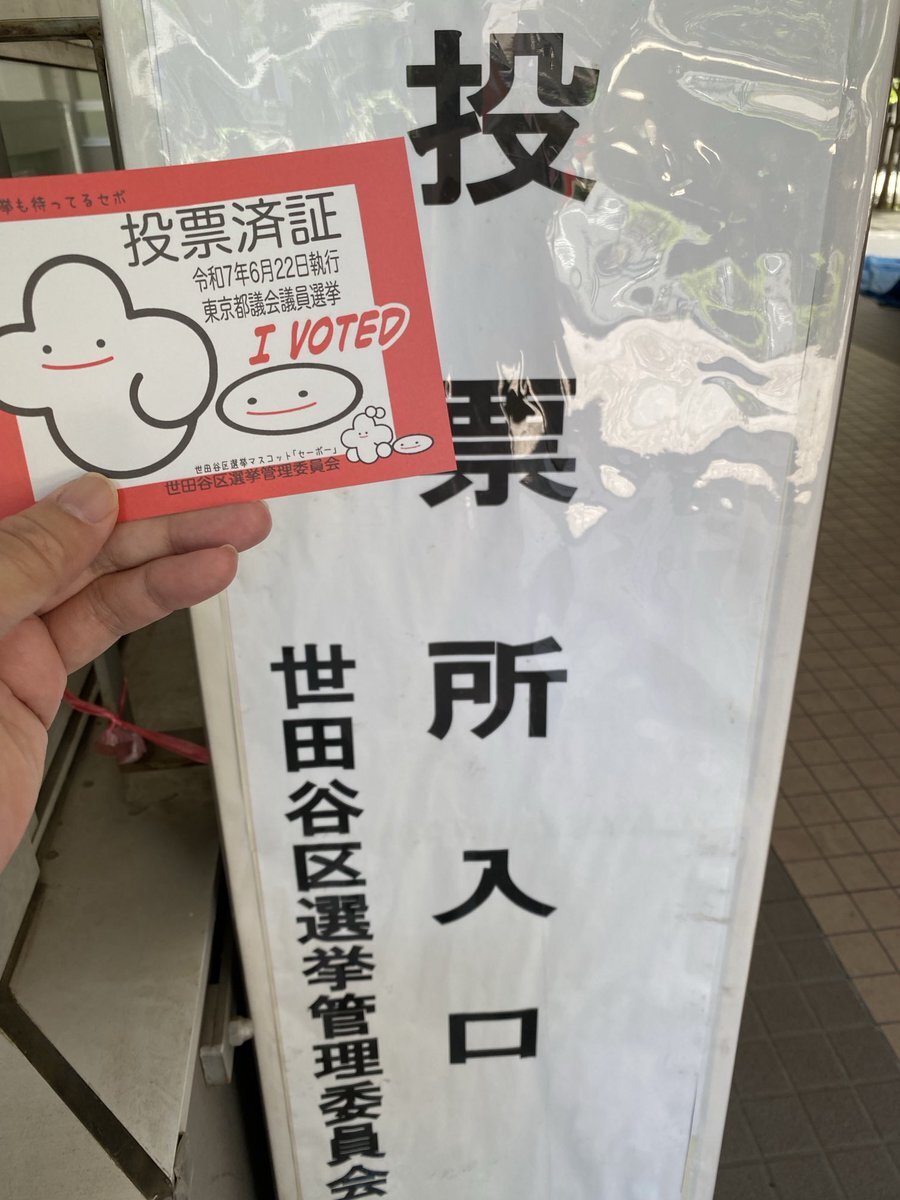 挙も待ってるセボ
投票済証
令和7年6月22日執行
東京都議会議員選挙
I VOTED
世田谷区選挙マスコット「セーボー」
世田谷区選挙管理委員会
投票所入口
世田谷区選挙管理委員会